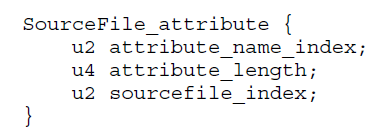 SourceFile_attribute {
    u2 attribute_name_index;
    u4 attribute_length;
    u2 sourcefile_index;
}